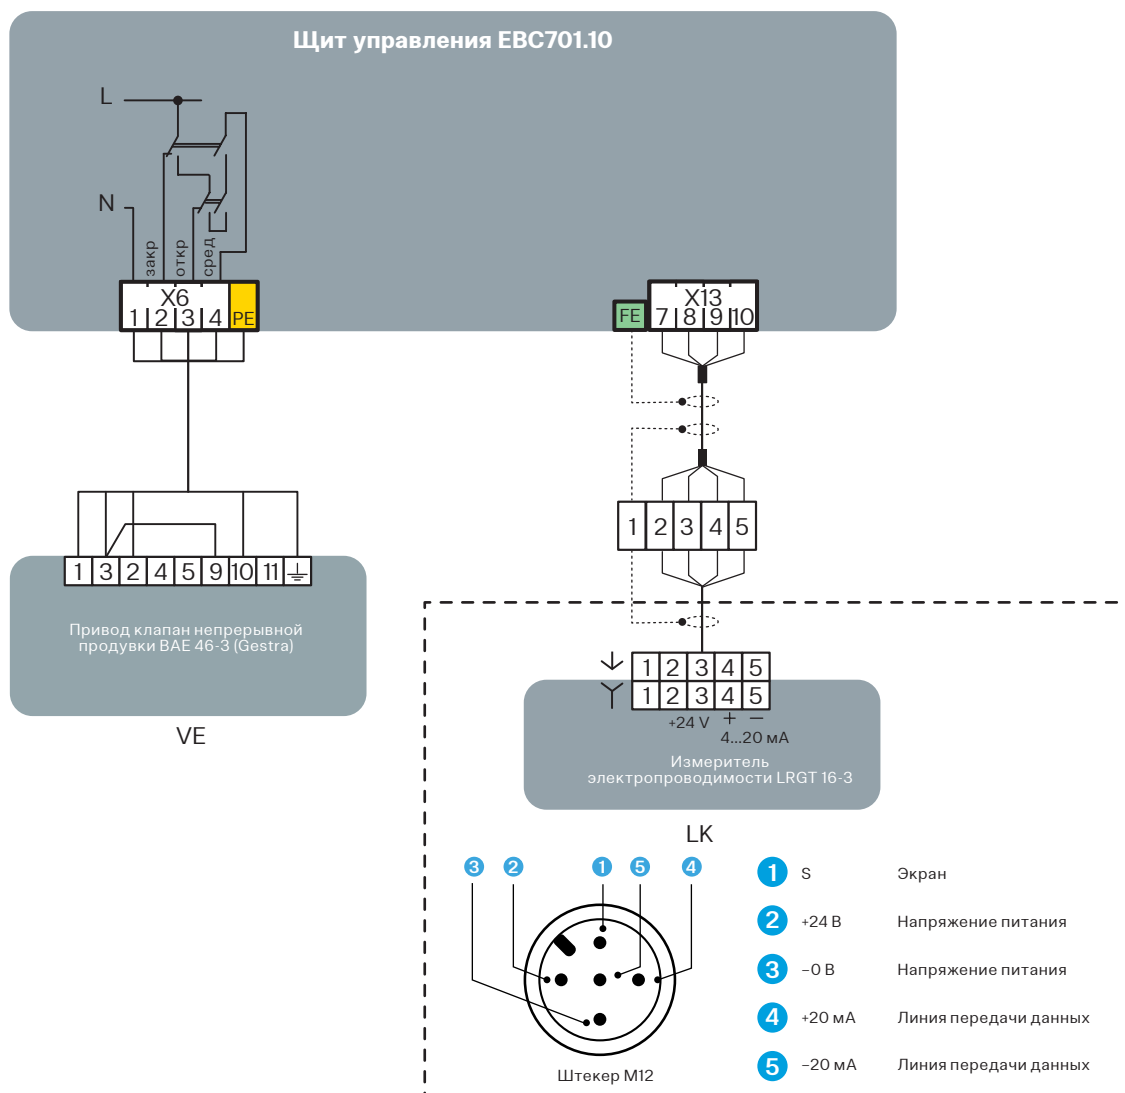 Щит управления EBC701.10
L
N
закр
откр
сред
X6
1 2 3 4 PE
FE
X13
7 8 9 10
1 2 3 4 5
1 3 2 4 5 9 10 11
Привод клапан непрерывной
продувки BAE 46-3 (Gestra)
VE
1 2 3 4 5
1 2 3 4 5
+24 V + −
4...20 мА
Измеритель
электропроводимости LRGT 16-3
LK
3 2 1 5 4
Штекер М12
1 S Экран
2 +24 В Напряжение питания
3 −0 В Напряжение питания
4 +20 мА Линия передачи данных
5 −20 мА Линия передачи данных